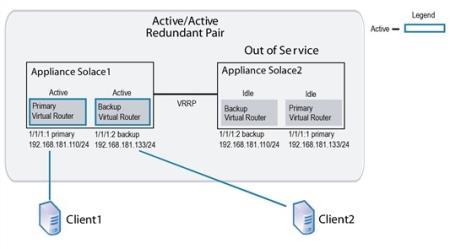 Active/Active
Redundant Pair
Legend
Active
Out of Service
Appliance Solace1
Appliance Solace2
Active
Active
Idle
Idle
Primary
Virtual Router
Backup
Virtual Router
VRRP
Backup
Virtual Router
Primary
Virtual Router
1/1/1:1 primary
192.168.181.110/24
1/1/1:2 backup
192.168.181.133/24
1/1/1:2 backup
192.168.181.110/24
1/1/1:1 primary
192.168.181.133/24
Client1
Client2